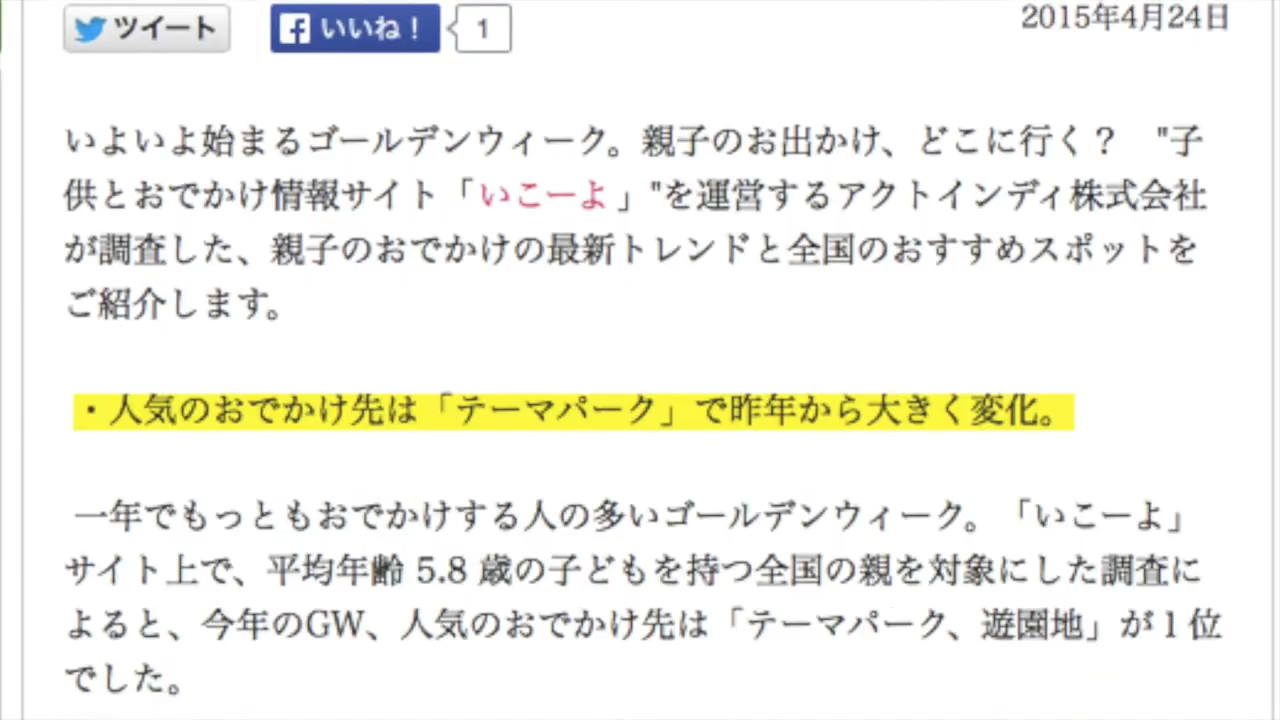 ツイート いいね！ 1 2015年4月24日
いよいよ始まるゴールデンウィーク。親子のお出かけ、どこに行く？　"子
供とおでかけ情報サイト「いこーよ」"を運営するアクトインディ株式会社
が調査した、親子のおでかけの最新トレンドと全国のおすすめスポットを
ご紹介します。
・人気のおでかけ先は「テーマパーク」で昨年から大きく変化。
一年でもっともおでかけする人の多いゴールデンウィーク。「いこーよ」
サイト上で、平均年齢 5.8 歳の子どもを持つ全国の親を対象にした調査に
よると、今年のGW、人気のおでかけ先は「テーマパーク、遊園地」が１位
でした。